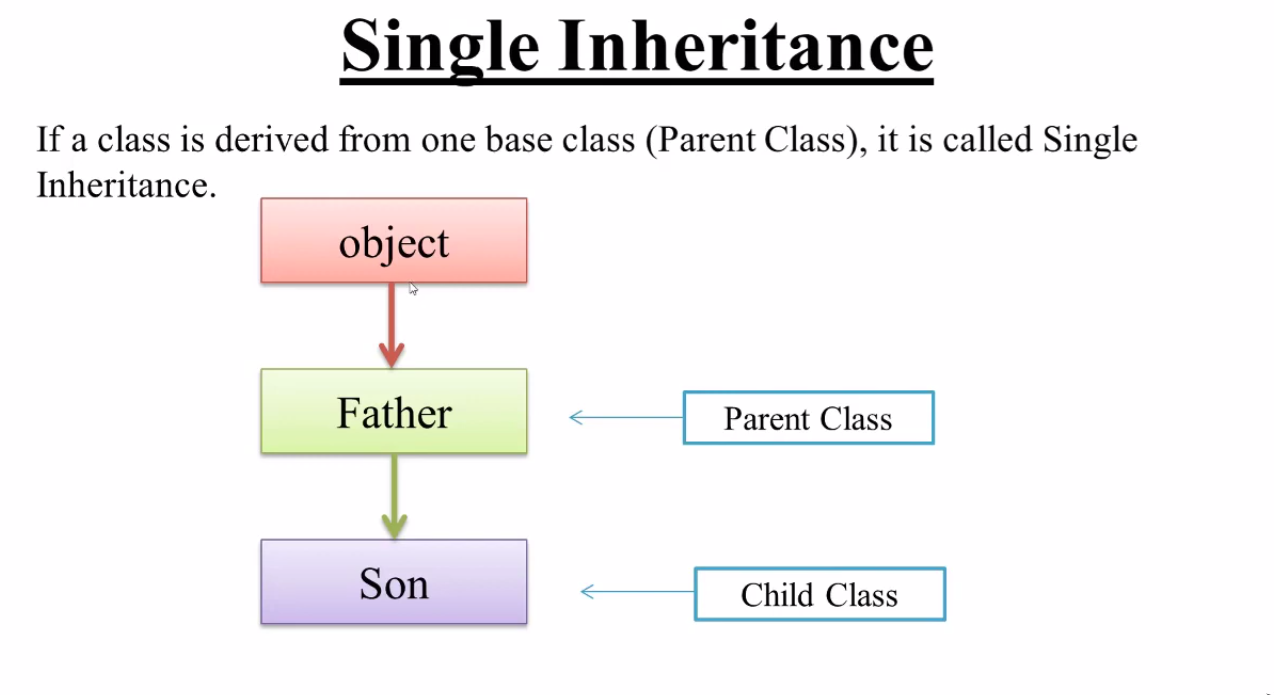 Single Inheritance
If a class is derived from one base class (Parent Class), it is called Single
Inheritance.
object
Father
Parent Class
Son
Child Class